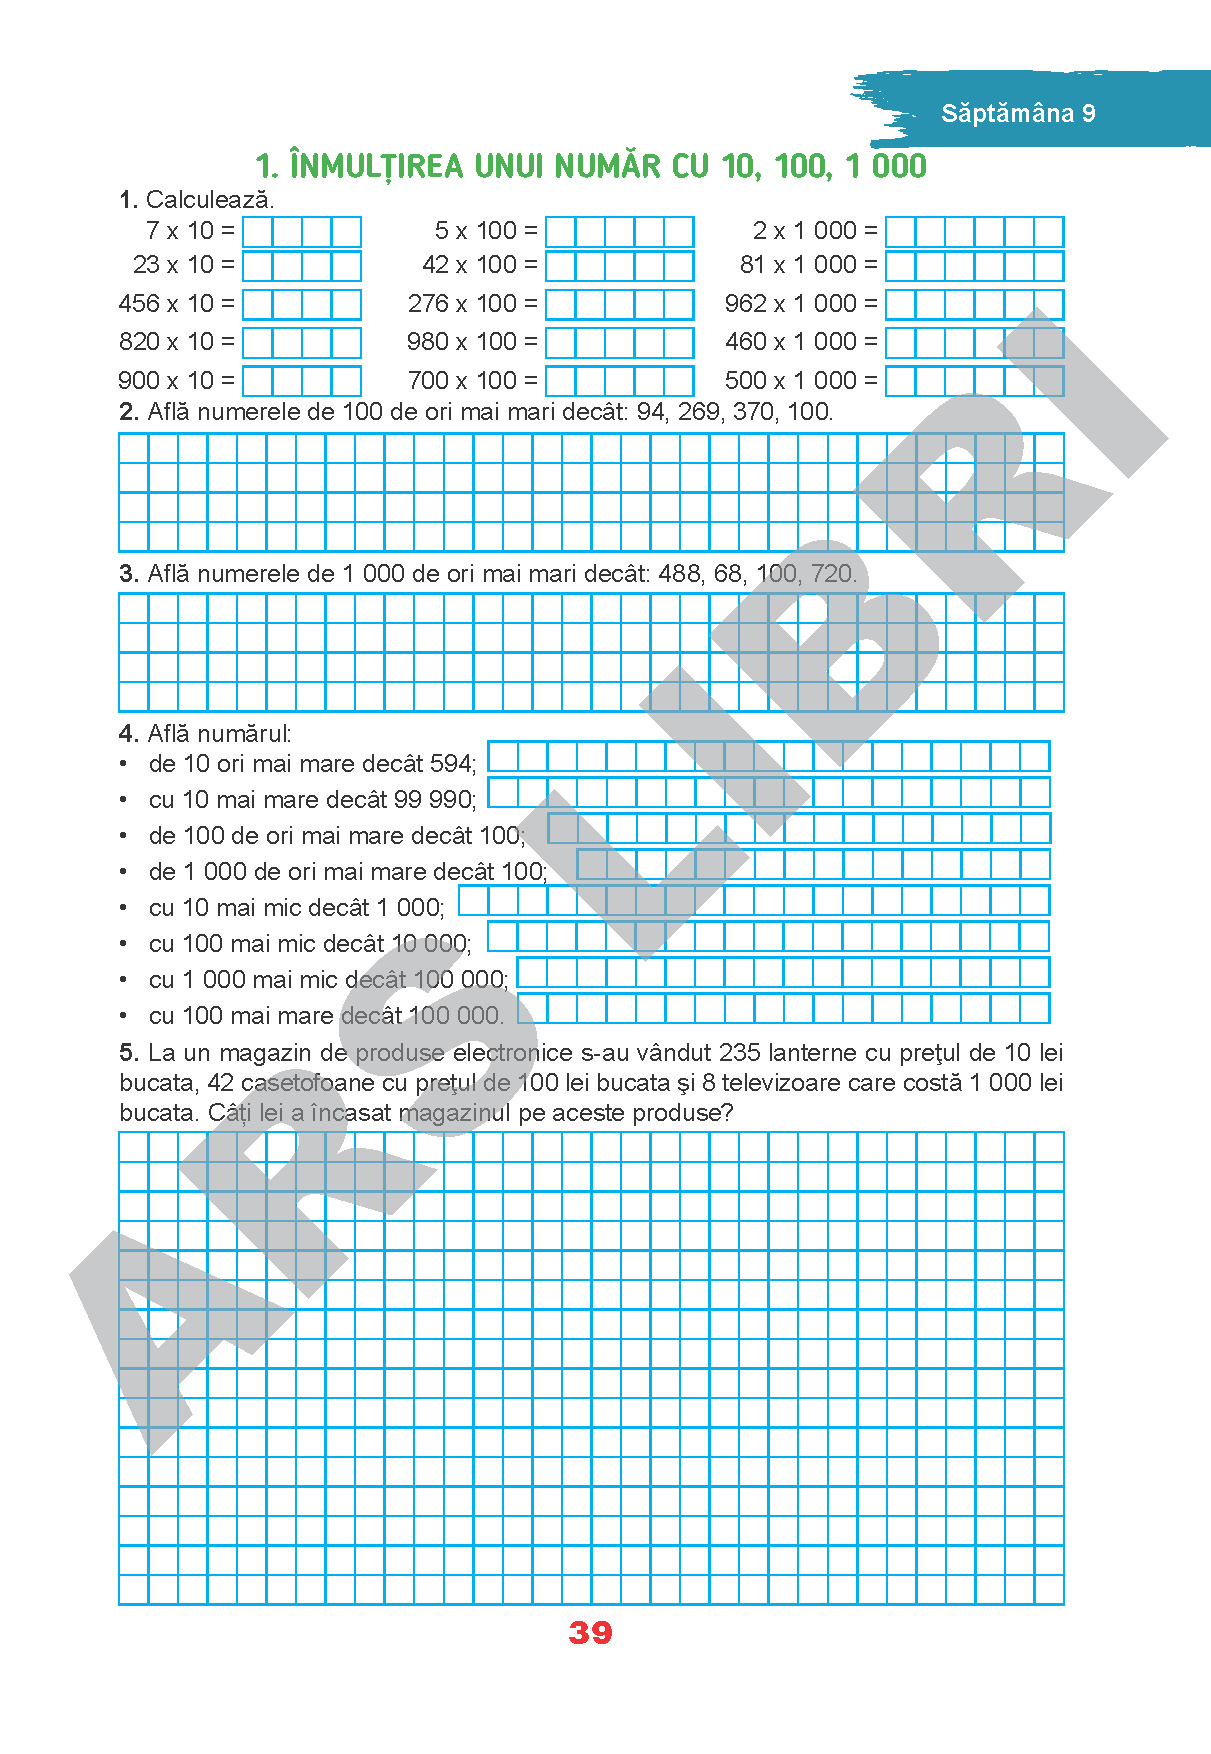 Săptămâna 9
1. ÎNMULȚIREA UNUI NUMĂR CU 10, 100, 1 000
1. Calculează.
7 x 10 = 5 x 100 = 2 x 1 000 =
23 x 10 = 42 x 100 = 81 x 1 000 =
456 x 10 = 276 x 100 = 962 x 1 000 =
820 x 10 = 980 x 100 = 460 x 1 000 =
900 x 10 = 700 x 100 = 500 x 1 000 =
2. Află numerele de 100 de ori mai mari decât: 94, 269, 370, 100.
3. Află numerele de 1 000 de ori mai mari decât: 488, 68, 100, 720.
4. Află numărul:
• de 10 ori mai mare decât 594;
• cu 10 mai mare decât 99 990;
• de 100 de ori mai mare decât 100;
• de 1 000 de ori mai mare decât 100;
• cu 10 mai mic decât 1 000;
• cu 100 mai mic decât 10 000;
• cu 1 000 mai mic decât 100 000;
• cu 100 mai mare decât 100 000.
5. La un magazin de produse electronice s-au vândut 235 lanterne cu preţul de 10 lei
bucata, 42 casetofoane cu preţul de 100 lei bucata şi 8 televizoare care costă 1 000 lei
bucata. Câți lei a încasat magazinul pe aceste produse?
39
ARS LIBRI